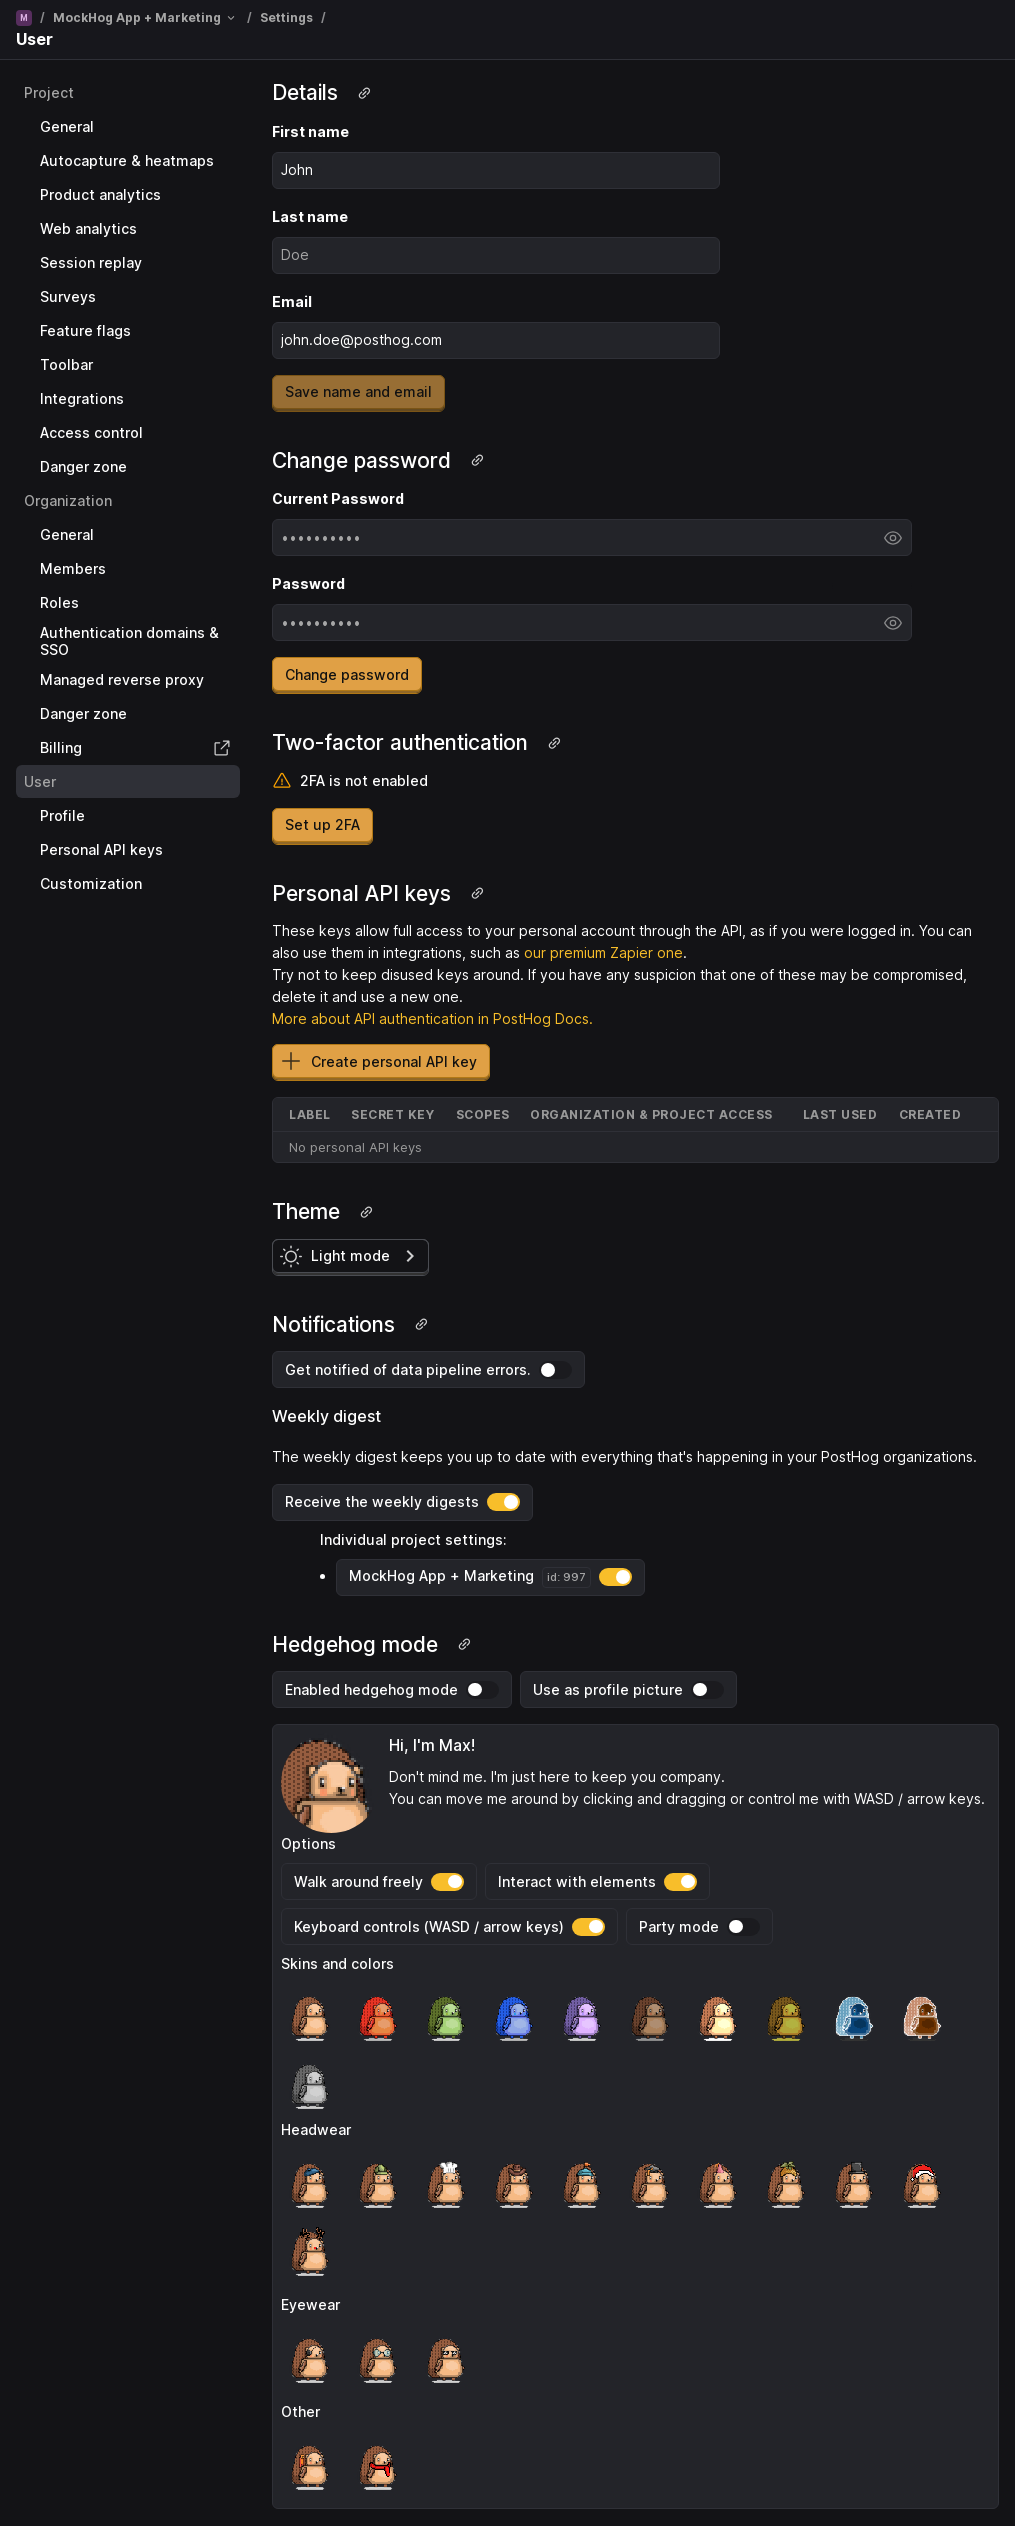 M / MockHog App + Marketing / Settings /
User
Project
General
Autocapture & heatmaps
Product analytics
Web analytics
Session replay
Surveys
Feature flags
Toolbar
Integrations
Access control
Danger zone
Organization
General
Members
Roles
Authentication domains &
SSO
Managed reverse proxy
Danger zone
Billing
User
Profile
Personal API keys
Customization
Details
First name
John
Last name
Doe
Email
john.doe@posthog.com
Save name and email
Change password
Current Password
••••••••••
Password
••••••••••
Change password
Two-factor authentication
2FA is not enabled
Set up 2FA
Personal API keys
These keys allow full access to your personal account through the API, as if you were logged in. You can
also use them in integrations, such as our premium Zapier one.
Try not to keep disused keys around. If you have any suspicion that one of these may be compromised,
delete it and use a new one.
More about API authentication in PostHog Docs.
Create personal API key
LABEL SECRET KEY SCOPES ORGANIZATION & PROJECT ACCESS LAST USED CREATED
No personal API keys
Theme
Light mode
Notifications
Get notified of data pipeline errors.
Weekly digest
The weekly digest keeps you up to date with everything that's happening in your PostHog organizations.
Receive the weekly digests
Individual project settings:
• MockHog App + Marketing id: 997
Hedgehog mode
Enabled hedgehog mode Use as profile picture
Hi, I'm Max!
Don't mind me. I'm just here to keep you company.
You can move me around by clicking and dragging or control me with WASD / arrow keys.
Options
Walk around freely Interact with elements
Keyboard controls (WASD / arrow keys) Party mode
Skins and colors
Headwear
Eyewear
Other